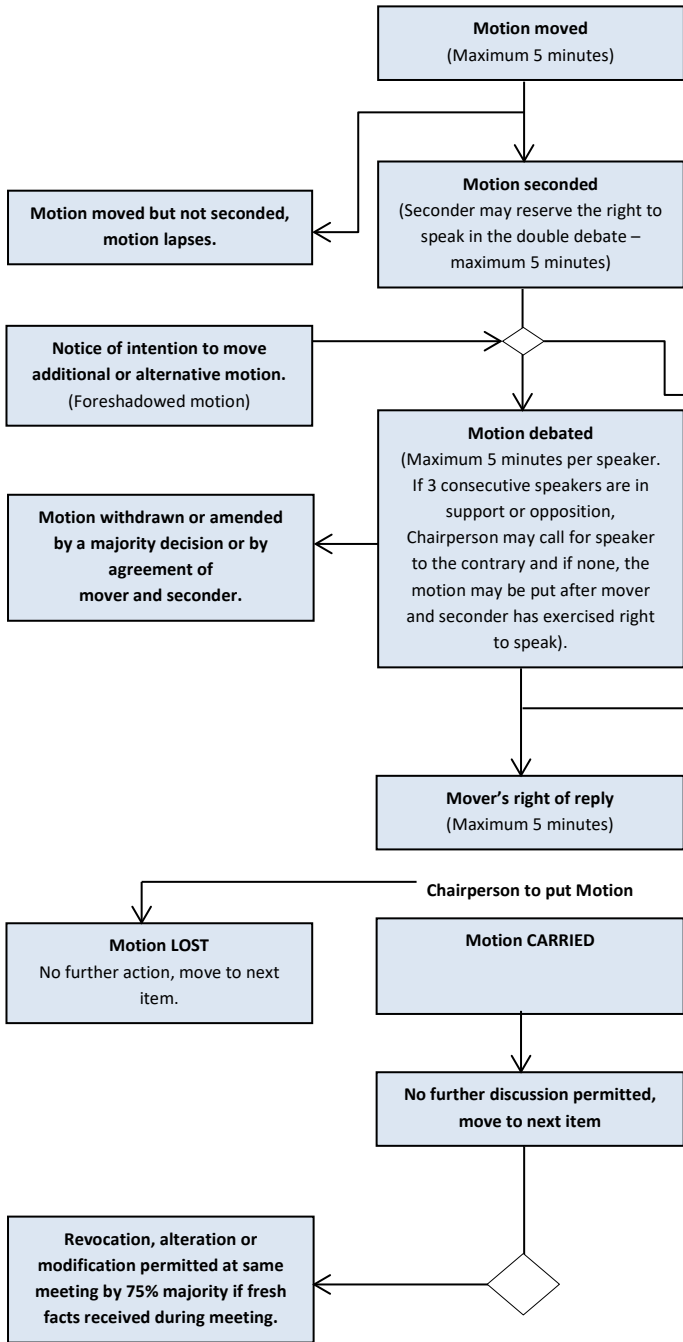 Motion moved
(Maximum 5 minutes)
Motion seconded
(Seconder may reserve the right to
speak in the double debate –
maximum 5 minutes)
Motion moved but not seconded,
motion lapses.
Notice of intention to move
additional or alternative motion.
(Foreshadowed motion)
Motion debated
(Maximum 5 minutes per speaker.
If 3 consecutive speakers are in
support or opposition,
Chairperson may call for speaker
to the contrary and if none, the
motion may be put after mover
and seconder has exercised right
to speak).
Motion withdrawn or amended
by a majority decision or by
agreement of
mover and seconder.
Mover’s right of reply
(Maximum 5 minutes)
Chairperson to put Motion
Motion LOST
No further action, move to next
item.
Motion CARRIED
No further discussion permitted,
move to next item
Revocation, alteration or
modification permitted at same
meeting by 75% majority if fresh
facts received during meeting.